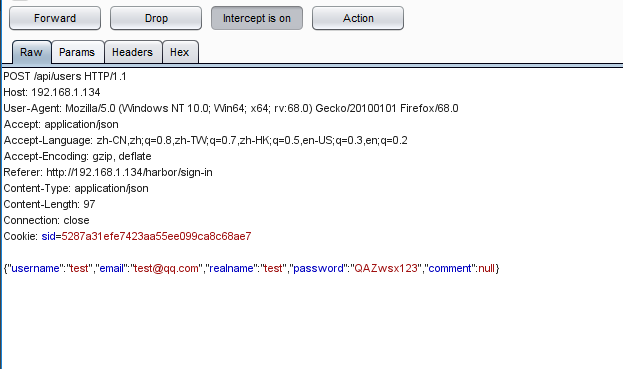 Forward Drop Intercept is on Action
Raw Params Headers Hex
POST /api/users HTTP/1.1
Host: 192.168.1.134
User-Agent: Mozilla/5.0 (Windows NT 10.0; Win64; x64; rv:68.0) Gecko/20100101 Firefox/68.0
Accept: application/json
Accept-Language: zh-CN,zh;q=0.8,zh-TW;q=0.7,zh-HK;q=0.5,en-US;q=0.3,en;q=0.2
Accept-Encoding: gzip, deflate
Referer: http://192.168.1.134/harbor/sign-in
Content-Type: application/json
Content-Length: 97
Connection: close
Cookie: sid=5287a31efe7423aa55ee099ca8c68ae7
{"username":"test","email":"test@qq.com","realname":"test","password":"QAZwsx123","comment":null}